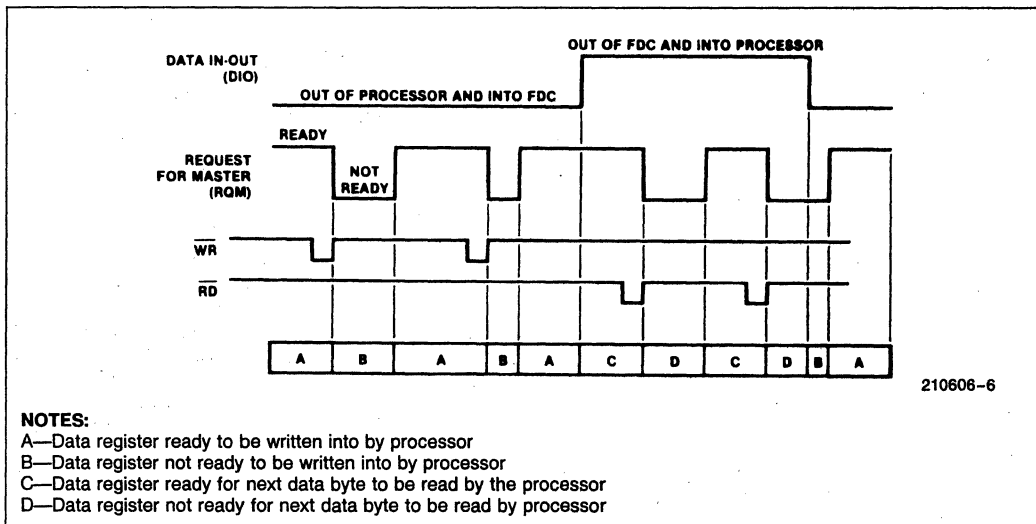 OUT OF FDC AND INTO PROCESSOR
DATA IN-OUT
(DIO)
OUT OF PROCESSOR AND INTO FDC
READY
REQUEST
FOR MASTER
(RQM)
NOT
READY
WR
RD
A B A B A C D C D B A
210606–6
NOTES:
A—Data register ready to be written into by processor
B—Data register not ready to be written into by processor
C—Data register ready for next data byte to be read by the processor
D—Data register not ready for next data byte to be read by processor